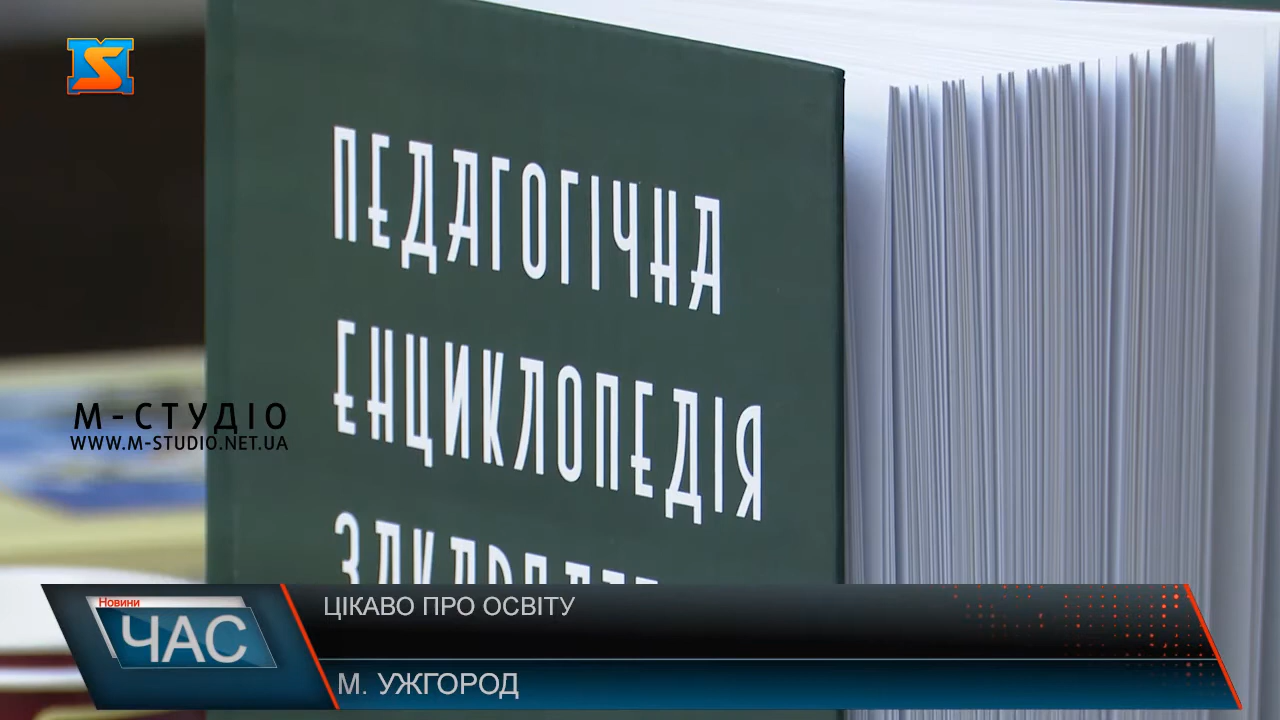 ПЕДАГОГІЧНА
ЕНЦИКЛОПЕДІЯ
М-СТУДІО
WWW.M-STUDIO.NET.UA
Новини
ЧАС
ЦІКАВО ПРО ОСВІТУ
М. УЖГОРОД